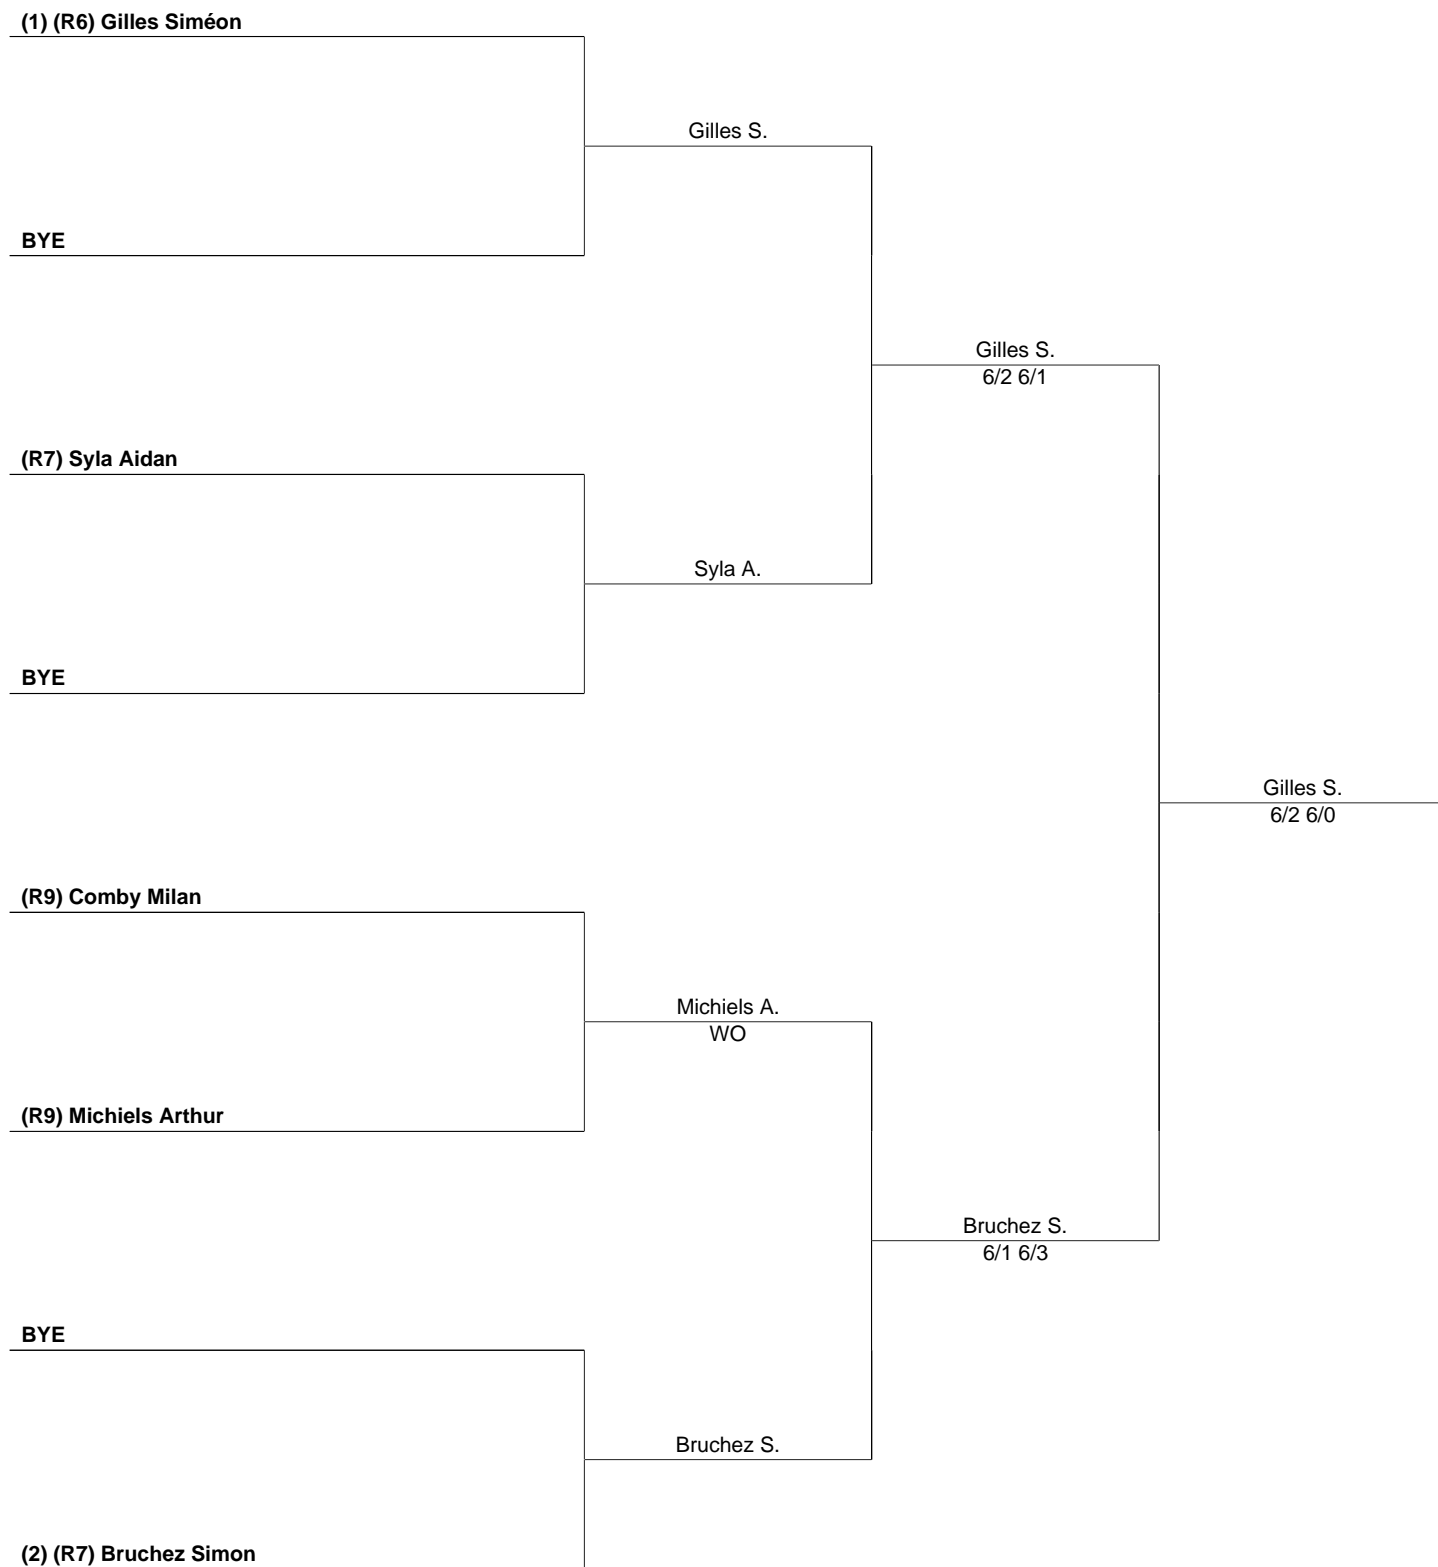 (1) (R6) Gilles Siméon
Gilles S.
BYE
Gilles S.
6/2 6/1
(R7) Syla Aidan
Syla A.
BYE
Gilles S.
6/2 6/0
(R9) Comby Milan
Michiels A.
WO
(R9) Michiels Arthur
Bruchez S.
6/1 6/3
BYE
Bruchez S.
(2) (R7) Bruchez Simon